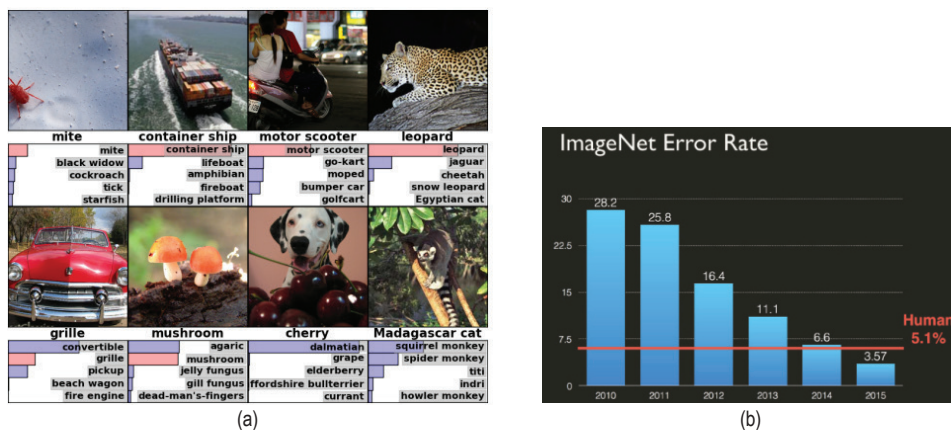 mite container ship motor scooter leopard
mite container ship motor scooter leopard
black widow lifeboat go-kart jaguar
cockroach amphibian moped cheetah
tick fireboat bumper car snow leopard
starfish drilling platform golfcart Egyptian cat
grille mushroom cherry Madagascar cat
convertible agaric dalmatian squirrel monkey
grille mushroom grape spider monkey
pickup jelly fungus elderberry titi
beach wagon gill fungus ffordshire bullterrier indri
fire engine dead-man's-fingers currant howler monkey
(a)
ImageNet Error Rate
30
28.2
25.8
22.5
16.4
15
11.1
Human
7.5
6.6
5.1%
3.57
0
2010 2011 2012 2013 2014 2015
(b)